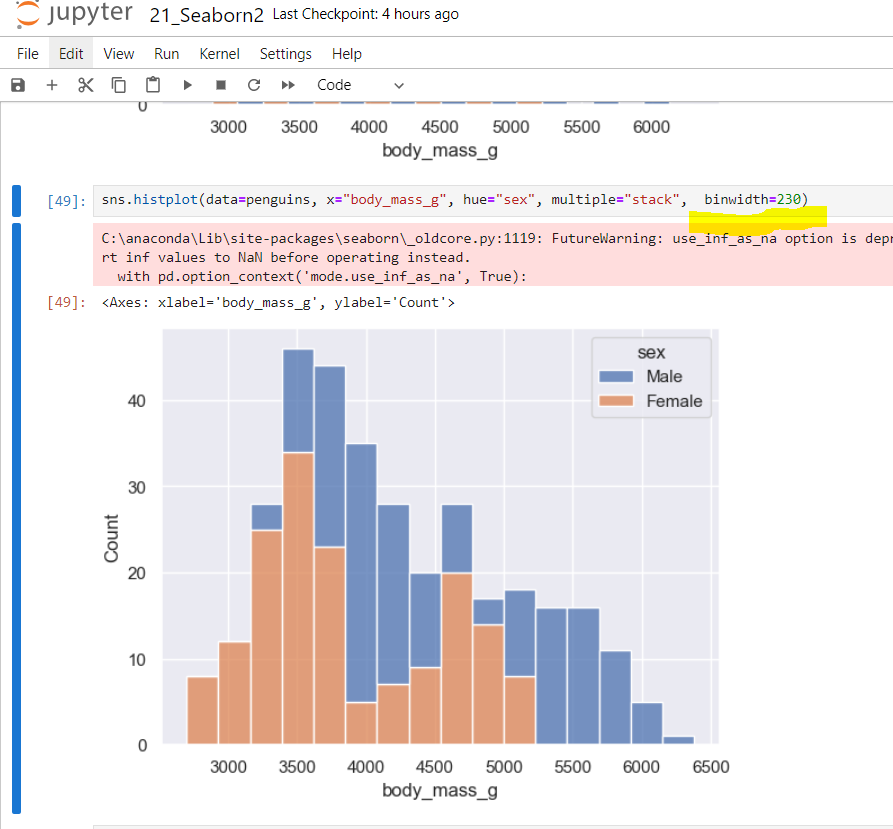 jupyter 21_Seaborn2 Last Checkpoint: 4 hours ago
File Edit View Run Kernel Settings Help
Code
0
3000 3500 4000 4500 5000 5500 6000
body_mass_g
[49]: sns.histplot(data=penguins, x="body_mass_g", hue="sex", multiple="stack",  binwidth=230)
C:\anaconda\Lib\site-packages\seaborn\_oldcore.py:1119: FutureWarning: use_inf_as_na option is depr
rt inf values to NaN before operating instead.
with pd.option_context('mode.use_inf_as_na', True):
[49]: <Axes: xlabel='body_mass_g', ylabel='Count'>
sex
Male
Female
40
30
20
10
0
Count
3000 3500 4000 4500 5000 5500 6000 6500
body_mass_g